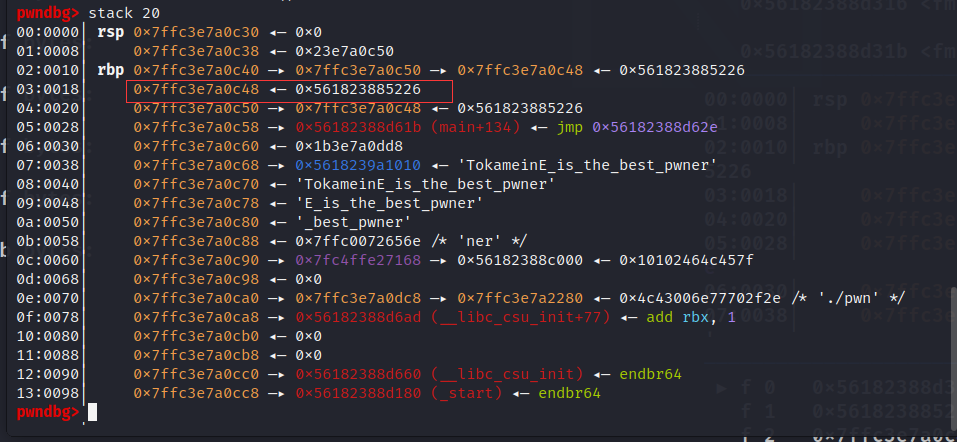 pwndbg> stack 20
00:0000│ rsp 0×7ffc3e7a0c30 ◂— 0×0
01:0008│     0×7ffc3e7a0c38 ◂— 0×23e7a0c50
02:0010│ rbp 0×7ffc3e7a0c40 —▸ 0×7ffc3e7a0c50 —▸ 0×7ffc3e7a0c48 ◂— 0×561823885226
03:0018│     0×7ffc3e7a0c48 ◂— 0×561823885226
04:0020│     0×7ffc3e7a0c50 —▸ 0×7ffc3e7a0c48 ◂— 0×561823885226
05:0028│     0×7ffc3e7a0c58 —▸ 0×56182388d61b (main+134) ◂— jmp 0×56182388d62e
06:0030│     0×7ffc3e7a0c60 ◂— 0×1b3e7a0dd8
07:0038│     0×7ffc3e7a0c68 —▸ 0×5618239a1010 ◂— 'TokameinE_is_the_best_pwner'
08:0040│     0×7ffc3e7a0c70 ◂— 'TokameinE_is_the_best_pwner'
09:0048│     0×7ffc3e7a0c78 ◂— 'E_is_the_best_pwner'
0a:0050│     0×7ffc3e7a0c80 ◂— '_best_pwner'
0b:0058│     0×7ffc3e7a0c88 ◂— 0×7ffc0072656e /* 'ner' */
0c:0060│     0×7ffc3e7a0c90 —▸ 0×7fc4ffe27168 —▸ 0×56182388c000 ◂— 0×10102464c457f
0d:0068│     0×7ffc3e7a0c98 ◂— 0×0
0e:0070│     0×7ffc3e7a0ca0 —▸ 0×7ffc3e7a0dc8 —▸ 0×7ffc3e7a2280 ◂— 0×4c43006e77702f2e /* './pwn' */
0f:0078│     0×7ffc3e7a0ca8 —▸ 0×56182388d6ad (__libc_csu_init+77) ◂— add rbx, 1
10:0080│     0×7ffc3e7a0cb0 ◂— 0×0
11:0088│     0×7ffc3e7a0cb8 ◂— 0×0
12:0090│     0×7ffc3e7a0cc0 —▸ 0×56182388d660 (__libc_csu_init) ◂— endbr64
13:0098│     0×7ffc3e7a0cc8 —▸ 0×56182388d180 (_start) ◂— endbr64
pwndbg>